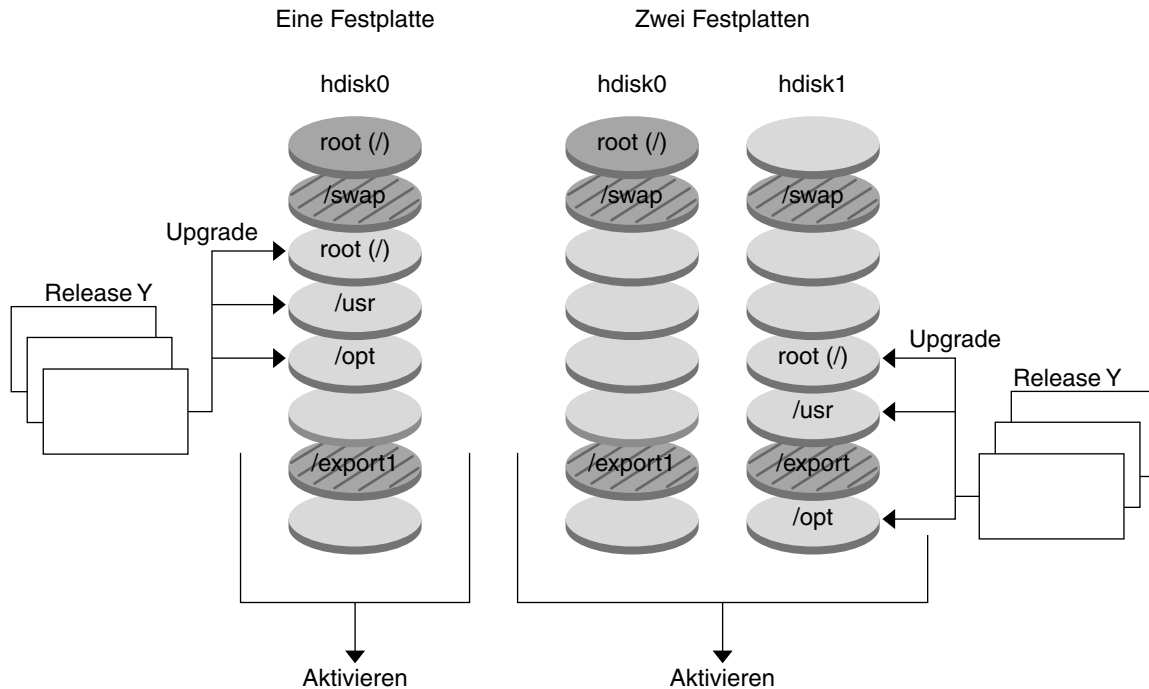 Eine Festplatte
Zwei Festplatten
hdisk0
hdisk0
hdisk1
root (/)
/swap
Upgrade
root (/)
Release Y
/usr
/opt
/export1
root (/)
/swap
/export1
/swap
root (/)
Upgrade
/usr
Release Y
/export
/opt
Aktivieren
Aktivieren